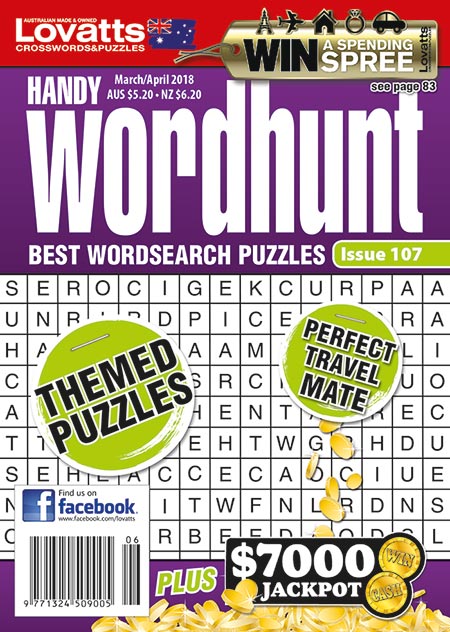 AUSTRALIAN MADE & OWNED
Lovatts
CROSSWORDS&PUZZLES
WIN A SPENDING SPREE
Lovatts
see page 83
March/April 2018
AUS $5.20 • NZ $6.20
HANDY
Wordhunt
BEST WORDSEARCH PUZZLES
Issue 107
S E R O C I G E K C U R P A A
THEMED
PUZZLES
PERFECT
TRAVEL
MATE
Find us on
facebook®
www.facebook.com/lovatts
06
9 771324 509005
PLUS
$7000
JACKPOT
WIN
CASH